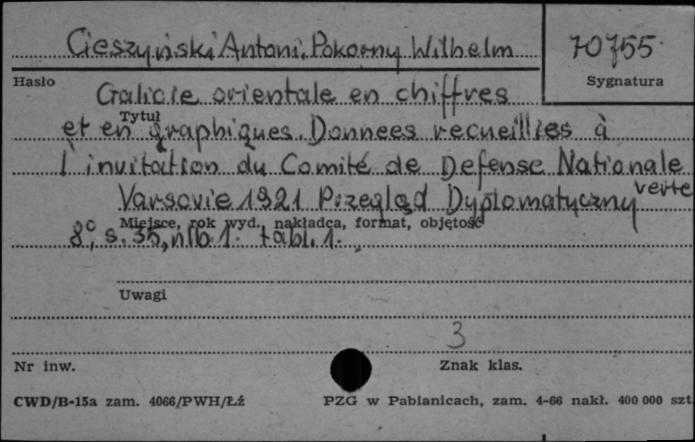 Cieszyński Antoni, Pokorny Wilhelm
70755
Hasło
Sygnatura
Galicie orientale en chiffres
Tytuł
et en graphiques. Donnees recueillies à
l'invitation du Comité de Defense Nationale
verte
Varsovie 1921 Przegląd Dyplomatyczny
Miejsce, rok wyd., nakładca, format, objętość
8°, s. 35, nlb 1. tabl. 1.
Uwagi
3
Nr inw.
Znak klas.
CWD/B-15a zam. 4066/PWH/Łź
PZG w Pabianicach, zam. 4-66 nakł. 400 000 szt.